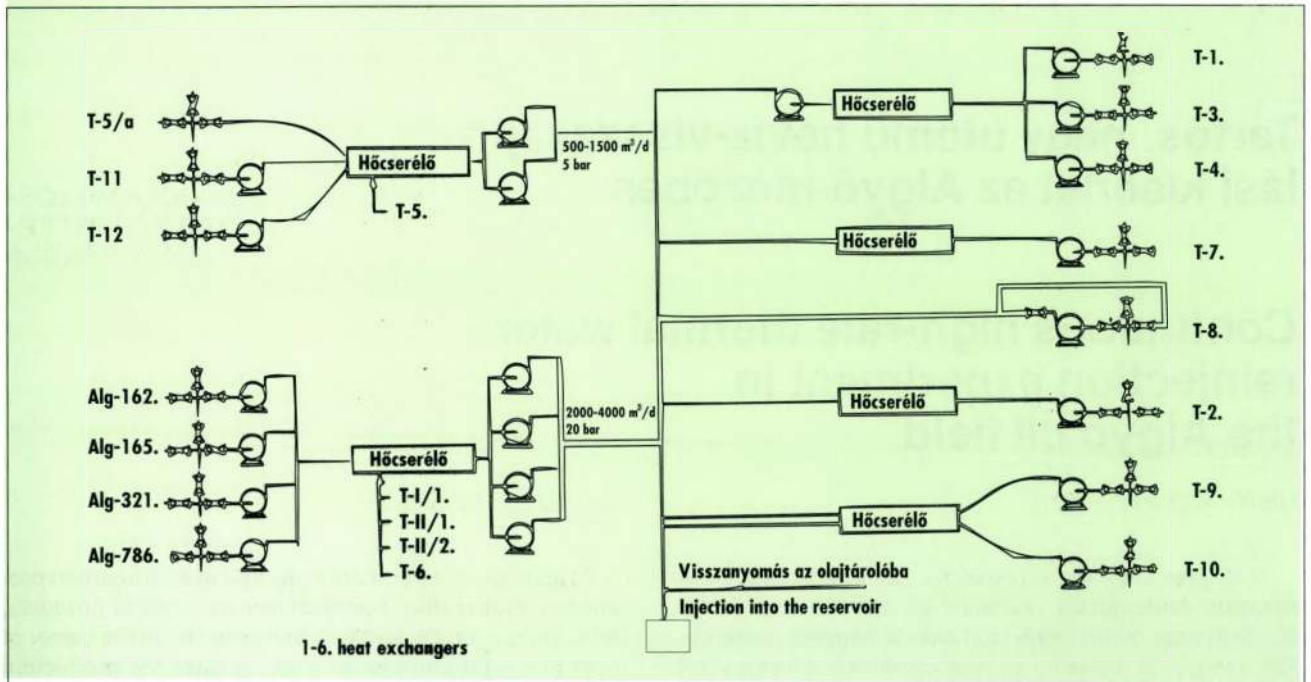 T-5/a
T-11
T-12
Hőcserélő
T-5.
500-1500 m³/d
5 bar
Hőcserélő
T-1.
T-3.
T-4.
Hőcserélő
T-7.
T-8.
Alg-162.
Alg-165.
Alg-321.
Alg-786.
Hőcserélő
T-I/1.
T-II/1.
T-II/2.
T-6.
2000-4000 m³/d
20 bar
Hőcserélő
T-2.
Hőcserélő
T-9.
T-10.
Visszanyomás az olajtárolóba
Injection into the reservoir
1-6. heat exchangers